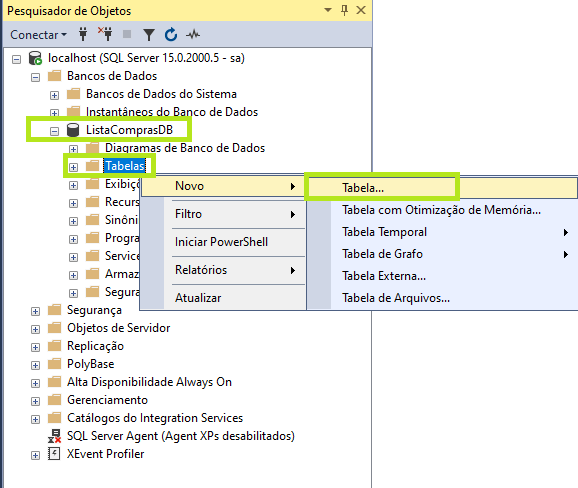 Pesquisador de Objetos
Conectar
localhost (SQL Server 15.0.2000.5 - sa)
Bancos de Dados
Bancos de Dados do Sistema
Instantâneos do Banco de Dados
ListaComprasDB
Diagramas de Banco de Dados
Tabelas
Exibiç
Recurs
Sinôni
Progra
Service
Armaz
Segura
Novo
Filtro
Iniciar PowerShell
Relatórios
Atualizar
Tabela...
Tabela com Otimização de Memória...
Tabela Temporal
Tabela de Grafo
Tabela Externa...
Tabela de Arquivos...
Segurança
Objetos de Servidor
Replicação
PolyBase
Alta Disponibilidade Always On
Gerenciamento
Catálogos do Integration Services
SQL Server Agent (Agent XPs desabilitados)
XEvent Profiler